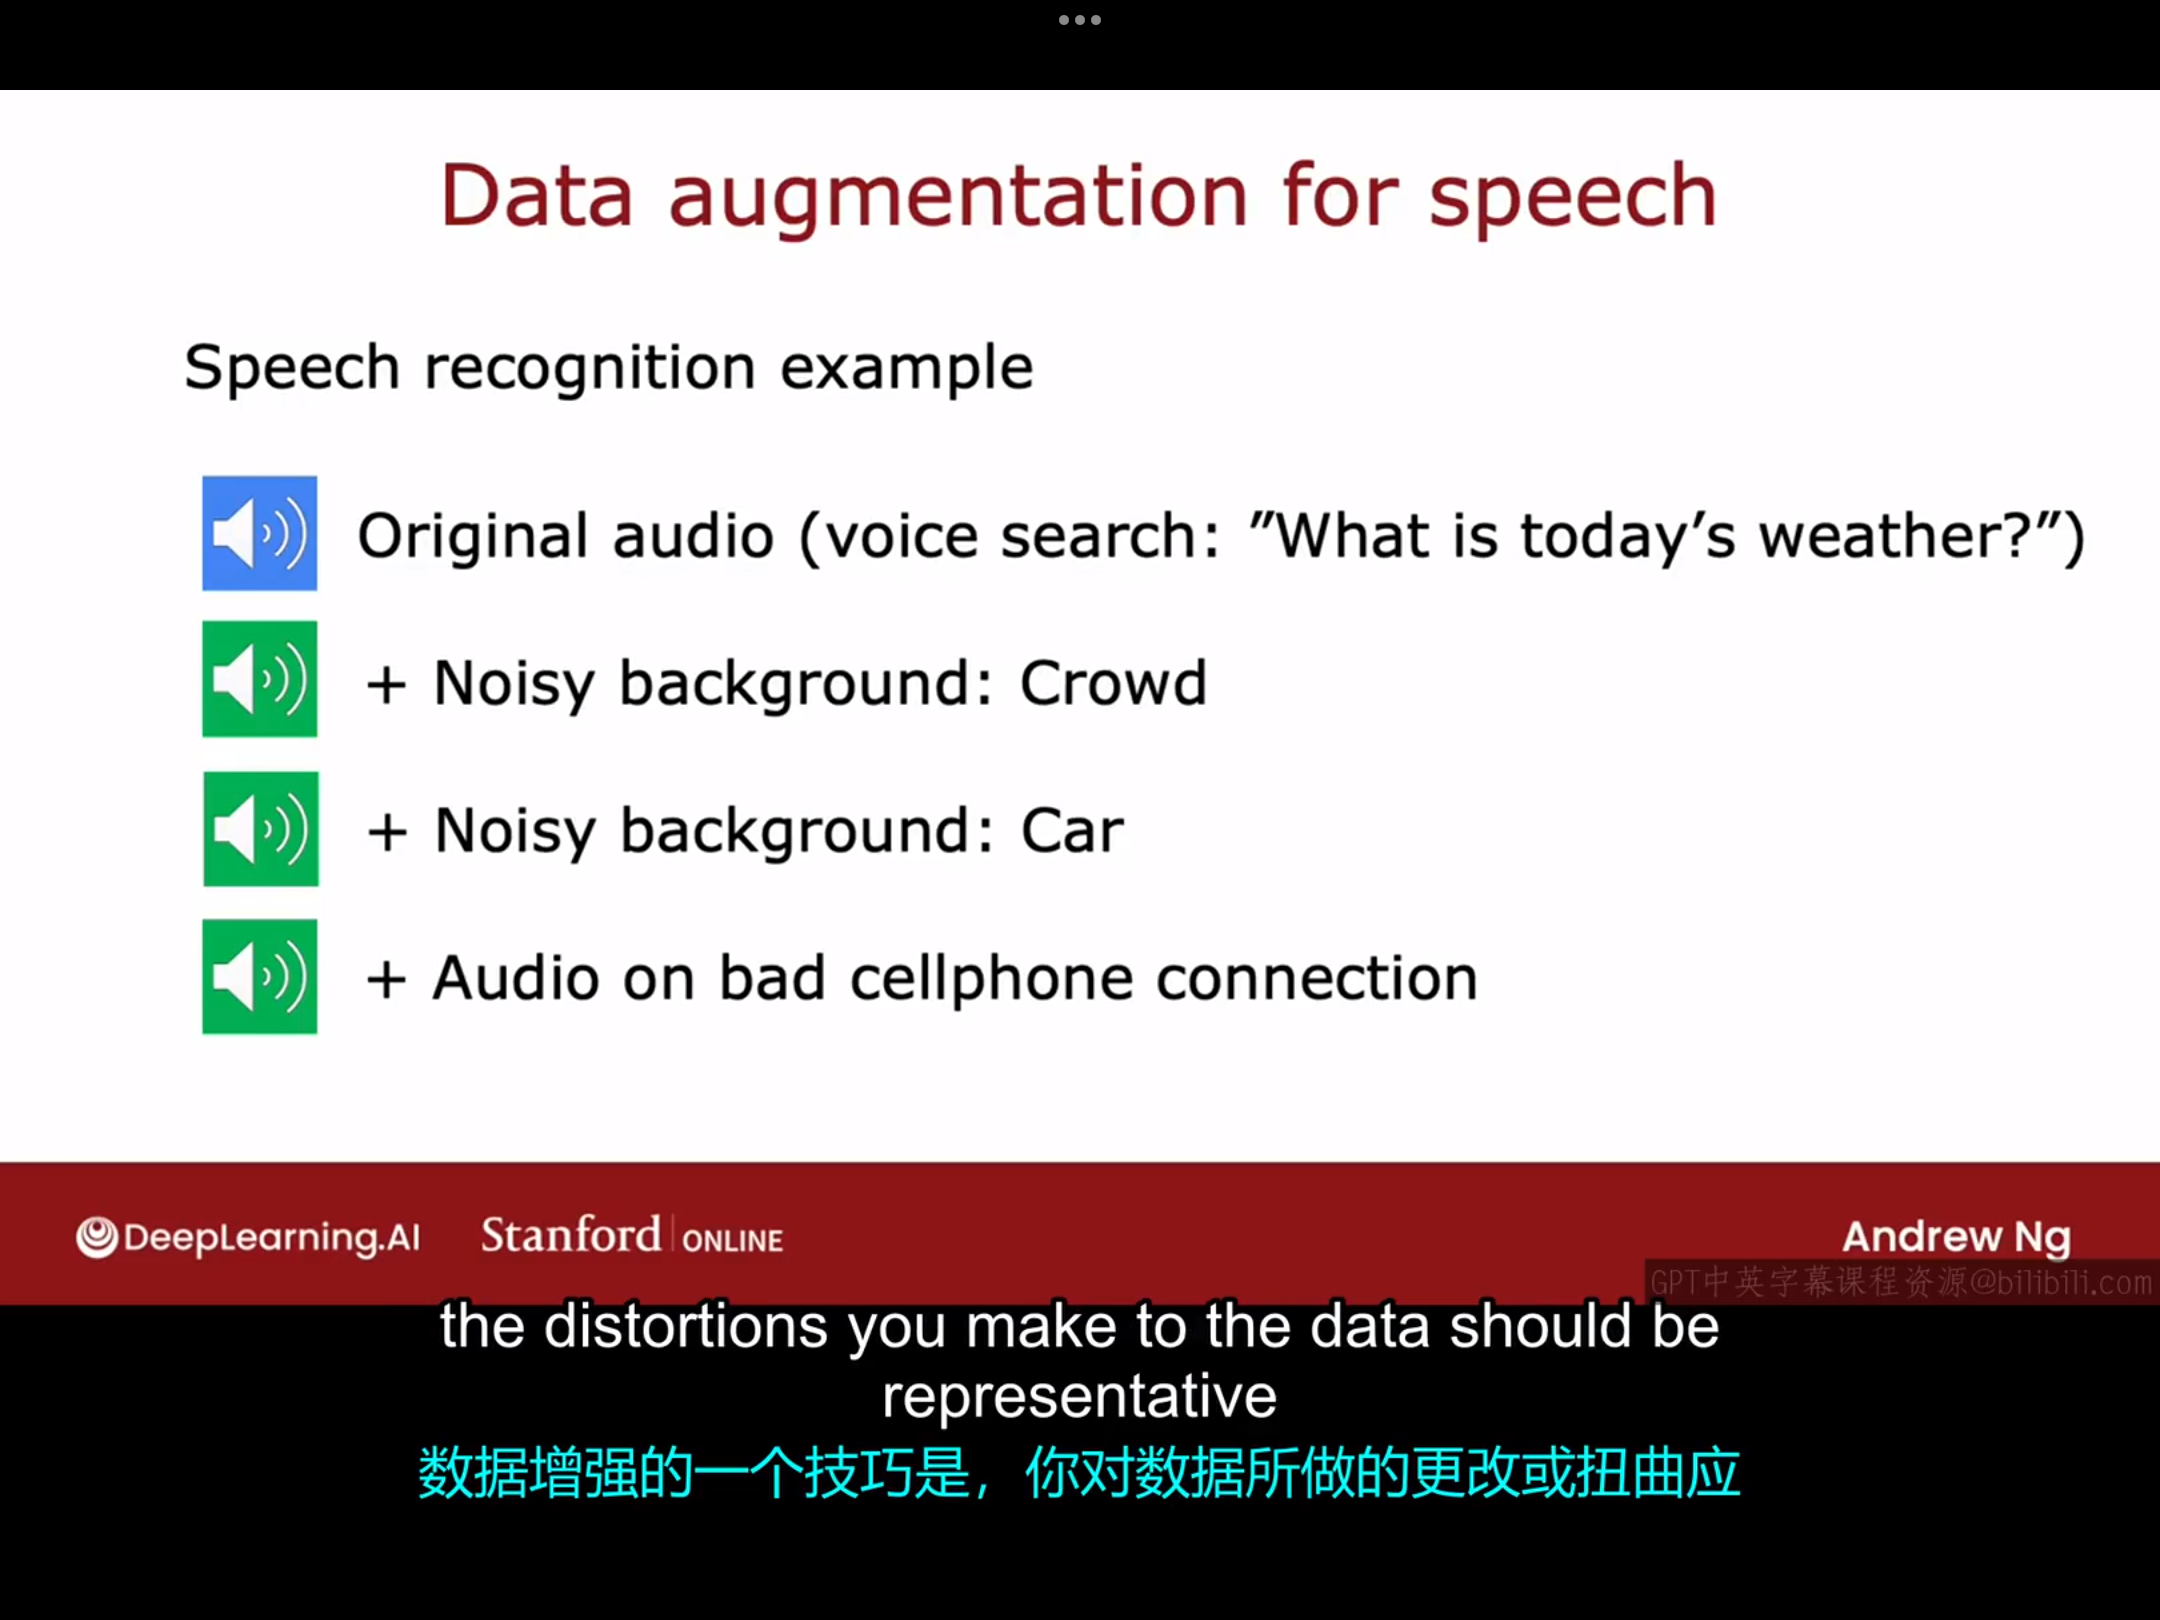 Data augmentation for speech
Speech recognition example
Original audio (voice search: ”What is today’s weather?”)
+ Noisy background: Crowd
+ Noisy background: Car
+ Audio on bad cellphone connection
DeepLearning.AI
Stanford | ONLINE
Andrew Ng
GPT中英字幕课程资源@bilibili.com
the distortions you make to the data should be
representative
数据增强的一个技巧是，你对数据所做的更改或扭曲应